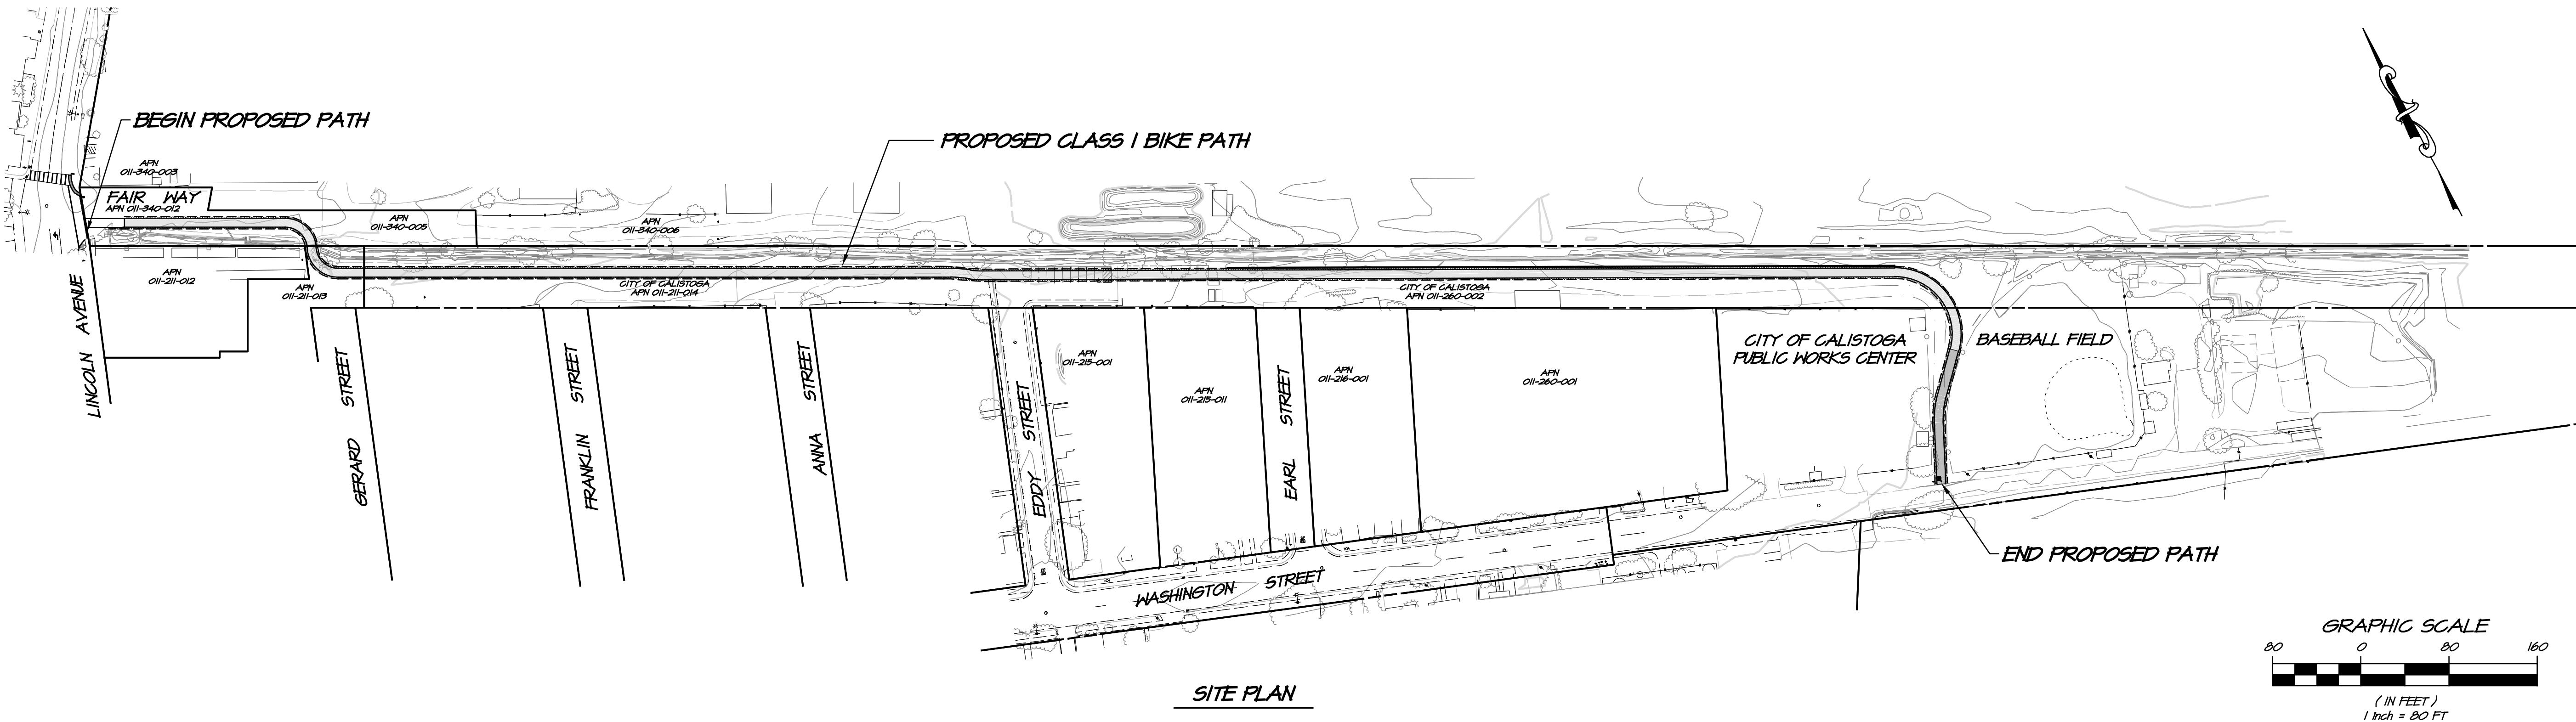 BEGIN PROPOSED PATH
PROPOSED CLASS I BIKE PATH
APN
011-340-003
FAIR WAY
APN 011-340-012
APN
011-340-005
APN
011-340-006
APN
011-211-012
APN
011-211-013
CITY OF CALISTOGA
APN 011-211-014
CITY OF CALISTOGA
APN 011-260-002
LINCOLN AVENUE
GERARD STREET
FRANKLIN STREET
ANNA STREET
EDDY STREET
APN
011-215-001
APN
011-215-011
EARL STREET
APN
011-216-001
APN
011-260-001
CITY OF CALISTOGA
PUBLIC WORKS CENTER
BASEBALL FIELD
WASHINGTON STREET
END PROPOSED PATH
SITE PLAN
GRAPHIC SCALE
80 0 80 160
( IN FEET )
1 Inch = 80 FT